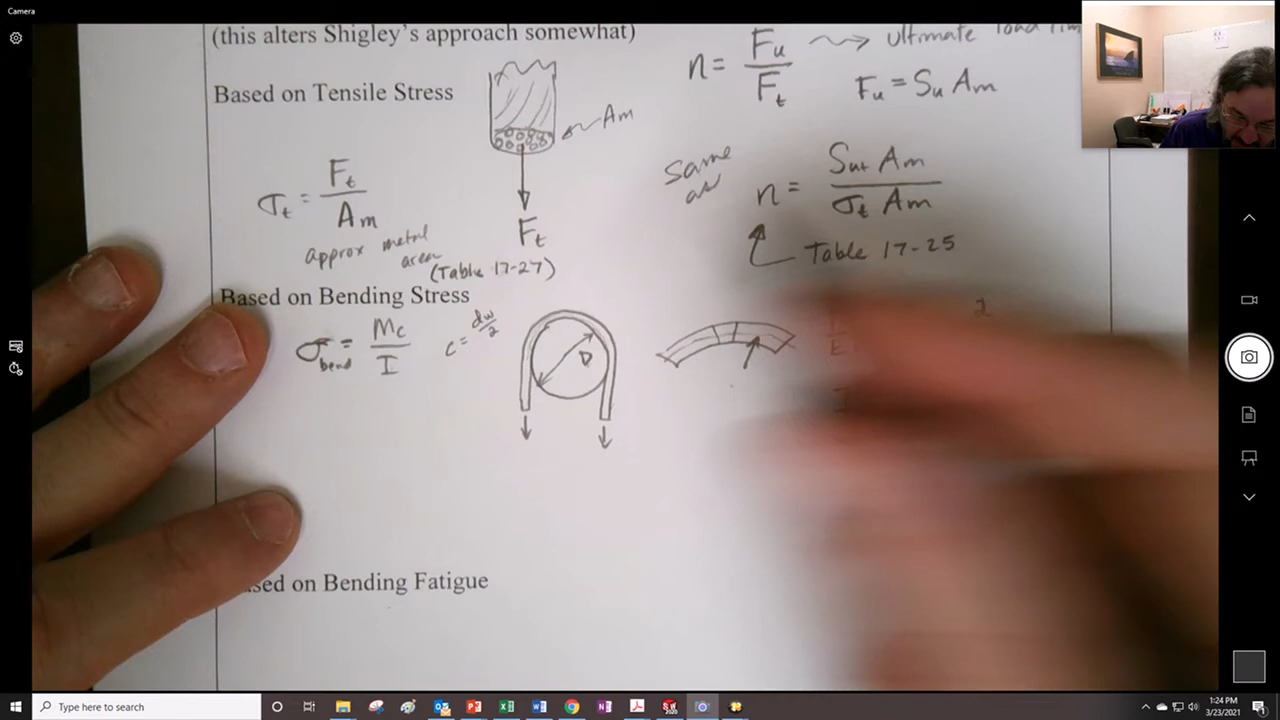 Camera
(this alters Shigley's approach somewhat)
n = Fu / Ft → ultimate load
Fu = Su Am
Based on Tensile Stress
Am
σt = Ft / Am
approx metal area
(Table 17-27)
Ft
same as
n = Sut Am / σt Am
Table 17-25
Based on Bending Stress
σbend = Mc / I
c = dw/2
D
2
on Bending Fatigue
Type here to search
1:24 PM
3/23/2021